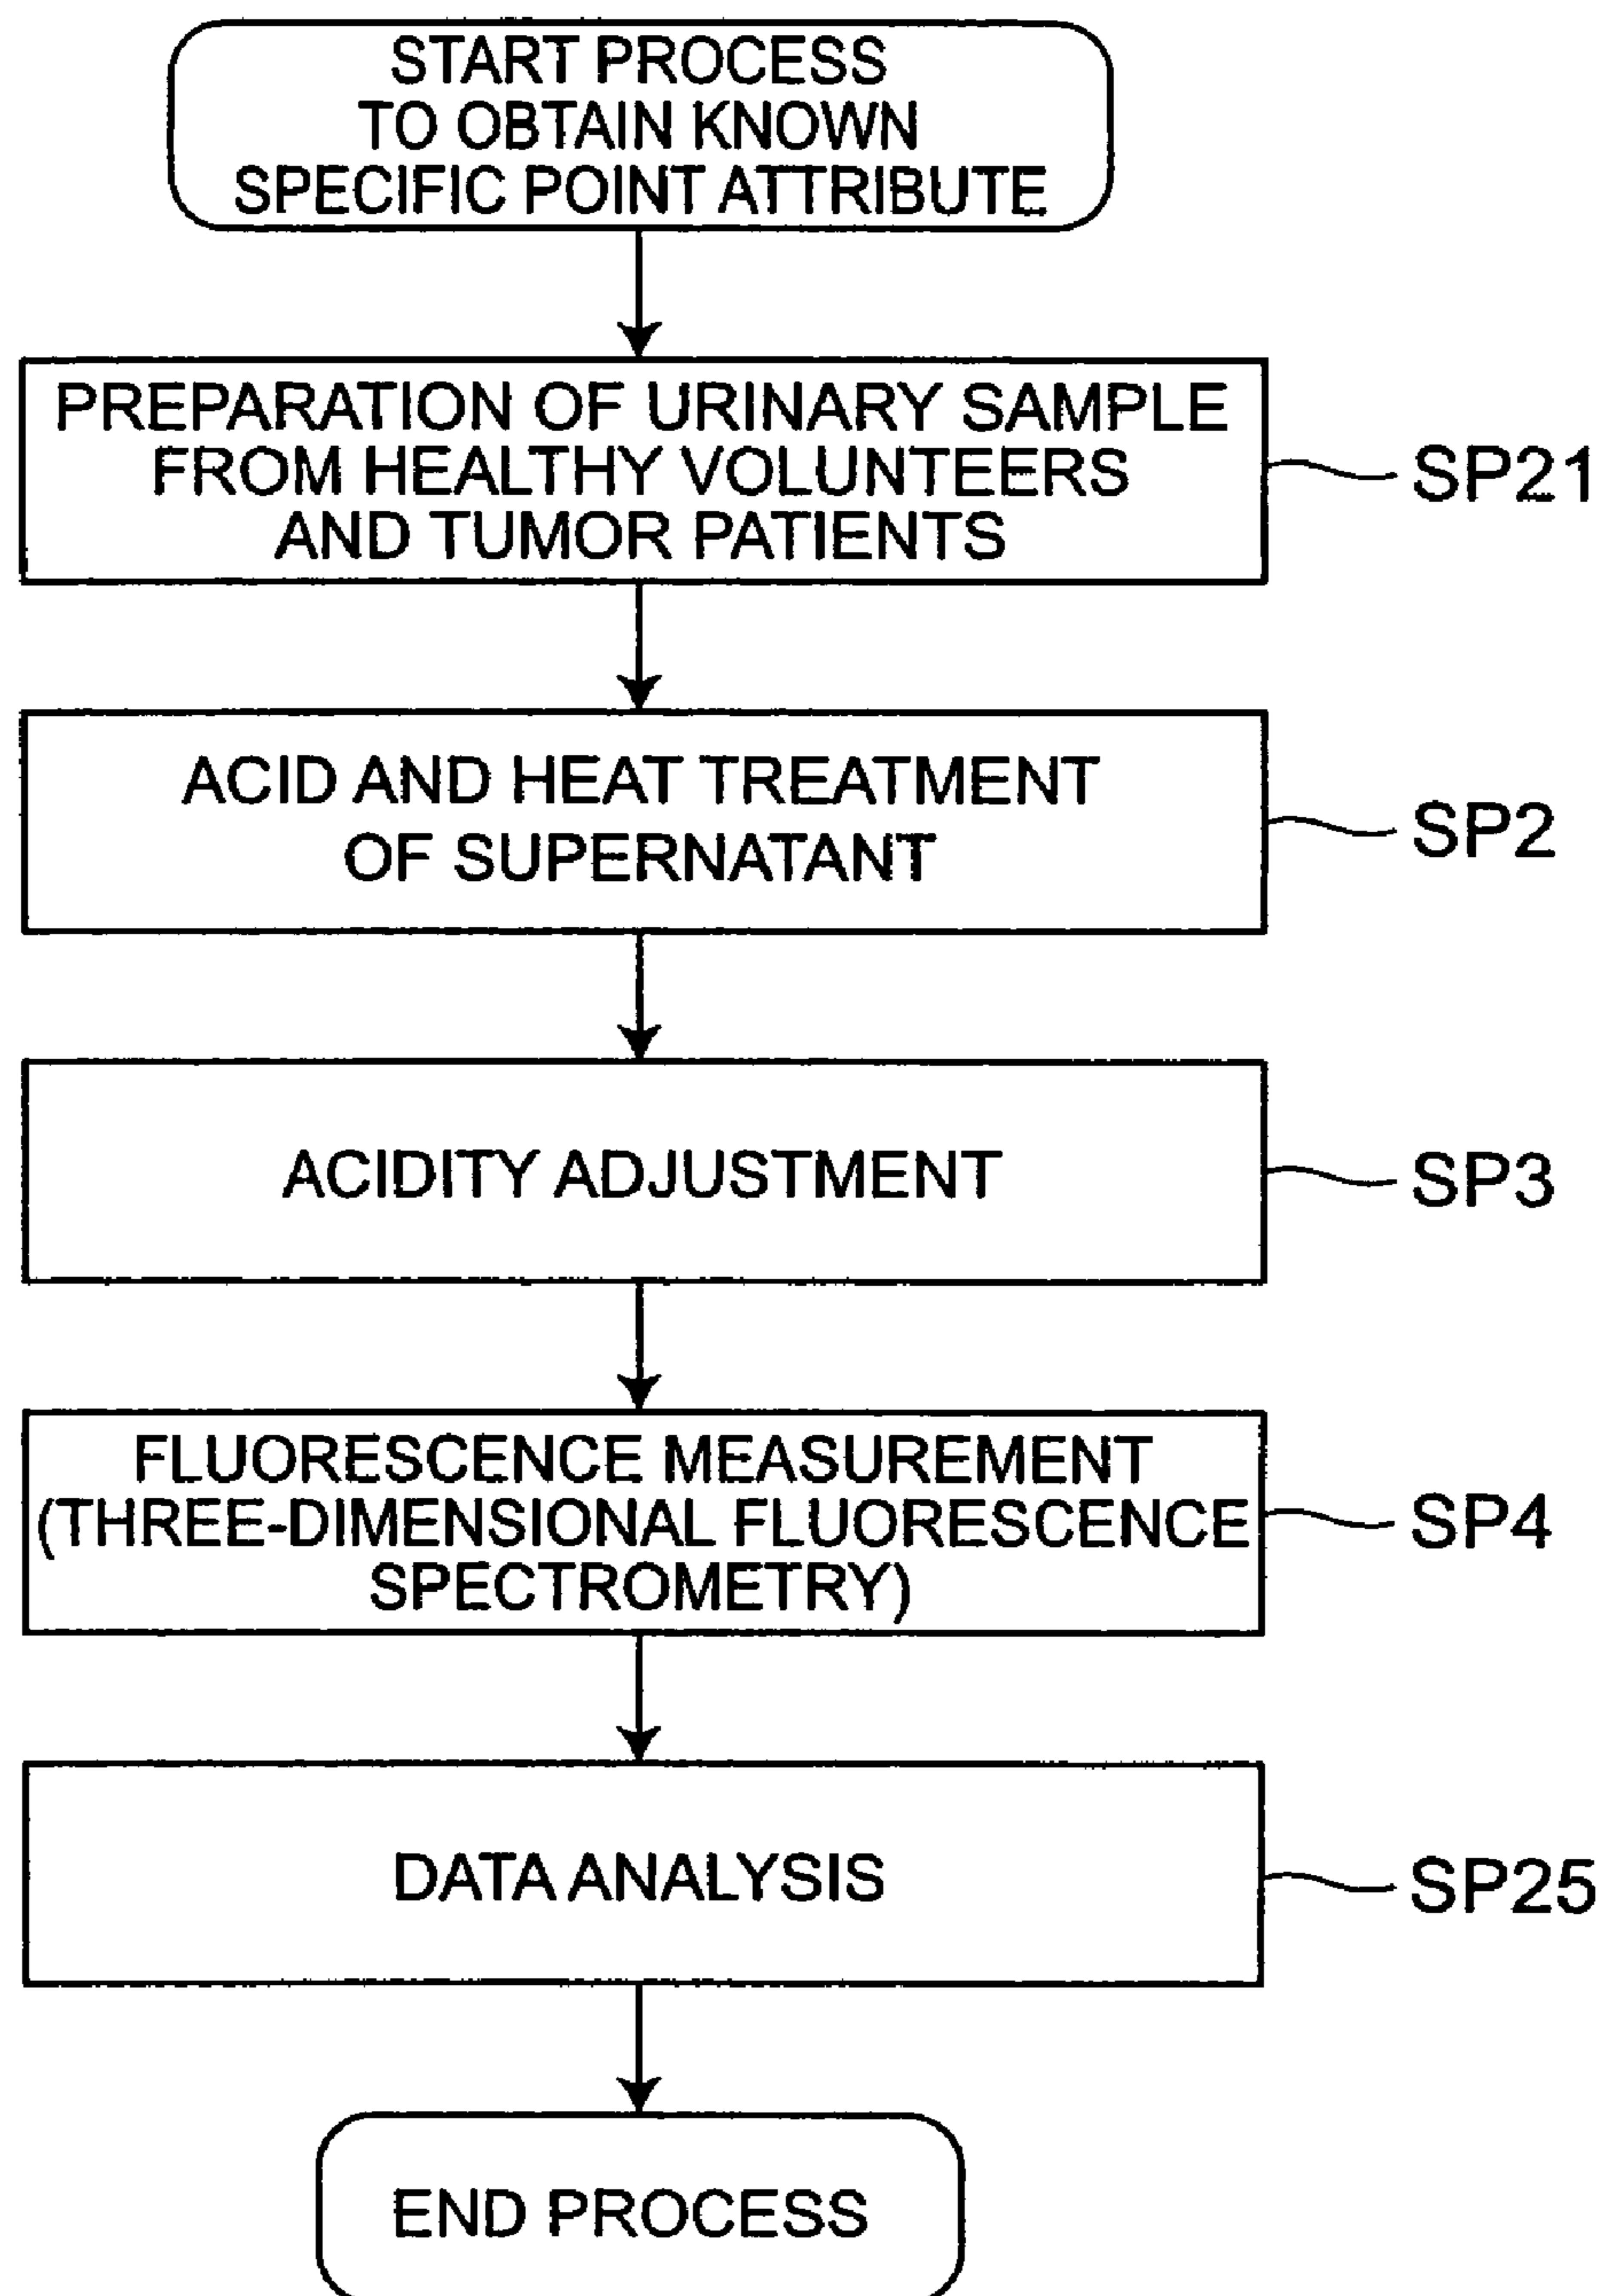 START PROCESS
TO OBTAIN KNOWN
SPECIFIC POINT ATTRIBUTE
PREPARATION OF URINARY SAMPLE
FROM HEALTHY VOLUNTEERS
AND TUMOR PATIENTS
SP21
ACID AND HEAT TREATMENT
OF SUPERNATANT
SP2
ACIDITY ADJUSTMENT
SP3
FLUORESCENCE MEASUREMENT
(THREE-DIMENSIONAL FLUORESCENCE
SPECTROMETRY)
SP4
DATA ANALYSIS
SP25
END PROCESS